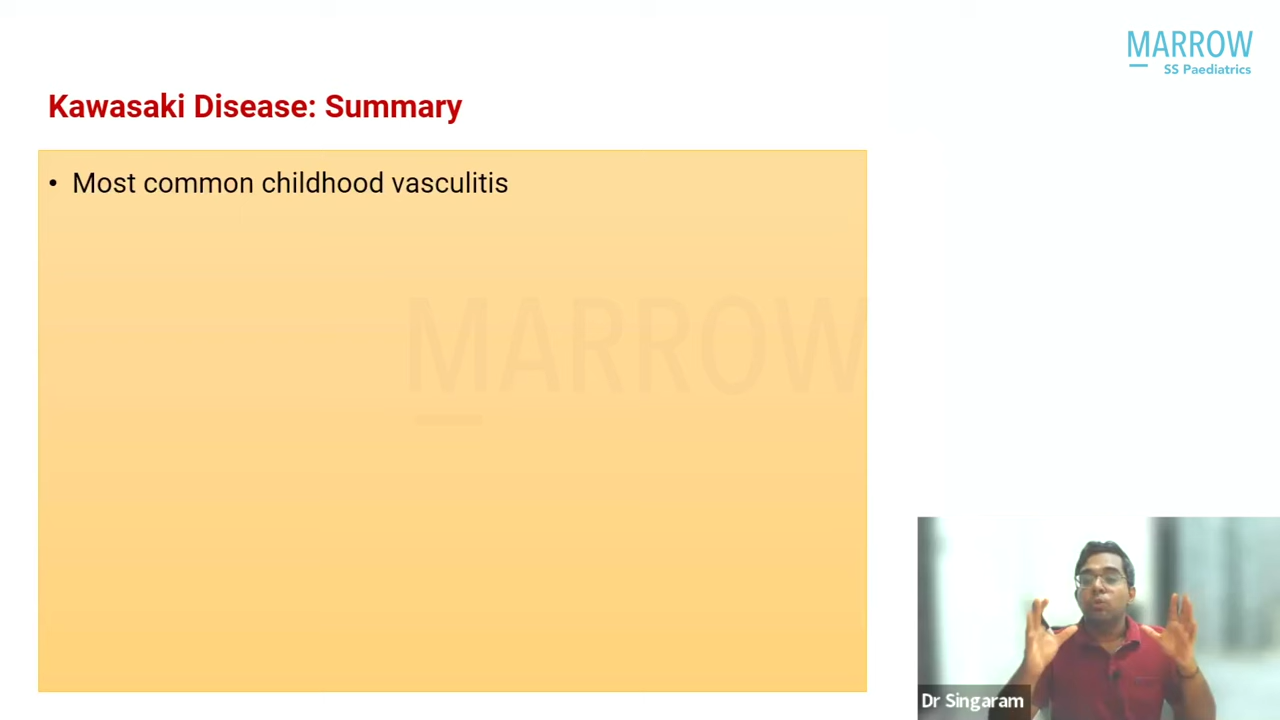 MARROW
SS Paediatrics
Kawasaki Disease: Summary
• Most common childhood vasculitis
MARROW
Dr Singaram